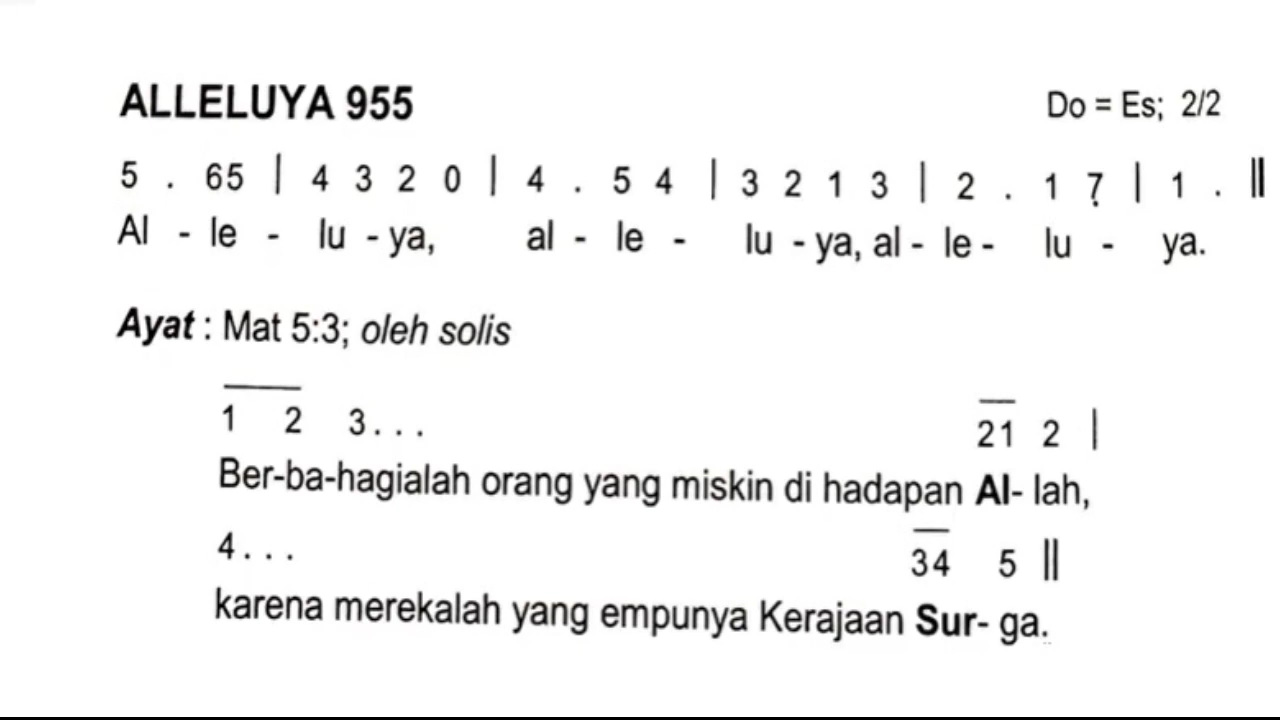 ALLELUYA 955 Do = Es; 2/2
5 . 65 | 4 3 2 0 | 4 . 5 4 | 3 2 1 3 | 2 . 1 7̣ | 1 . ||
Al - le - lu - ya, al - le - lu - ya, al - le - lu - ya.
Ayat : Mat 5:3; oleh solis
1 2 3 . . . 21 2 |
Ber-ba-hagialah orang yang miskin di hadapan Al- lah,
4 . . . 34 5 ||
karena merekalah yang empunya Kerajaan Sur- ga.